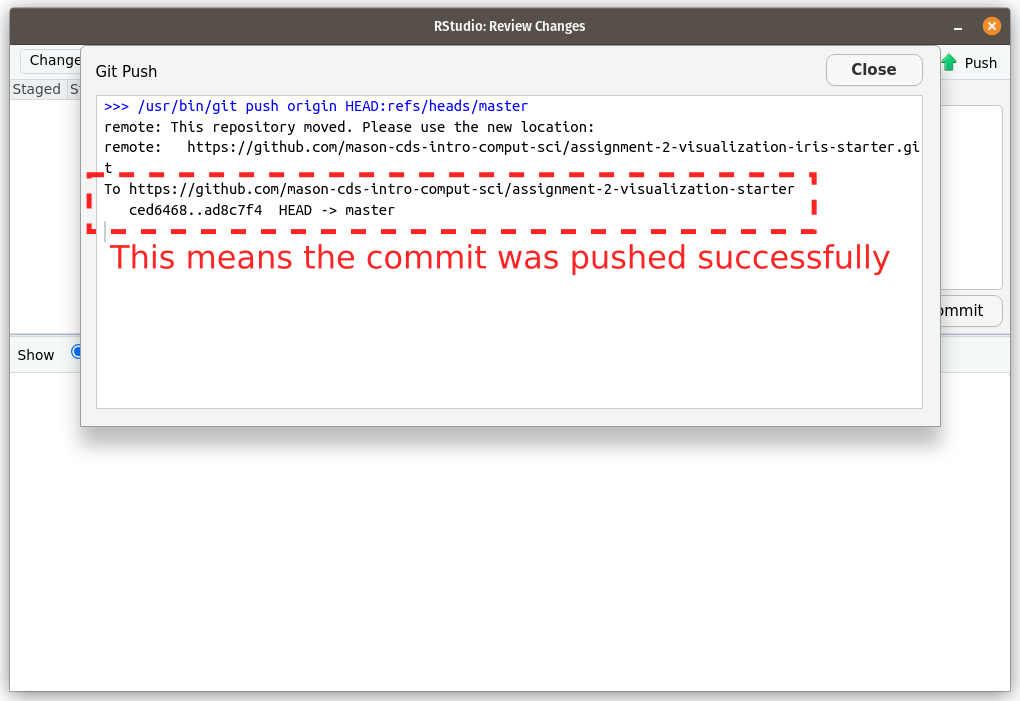 RStudio: Review Changes
Change
Git Push
Close
Push
Staged
S
>>> /usr/bin/git push origin HEAD:refs/heads/master
remote: This repository moved. Please use the new location:
remote:   https://github.com/mason-cds-intro-comput-sci/assignment-2-visualization-iris-starter.gi
t
To https://github.com/mason-cds-intro-comput-sci/assignment-2-visualization-starter
   ced6468..ad8c7f4  HEAD -> master
This means the commit was pushed successfully
ommit
Show